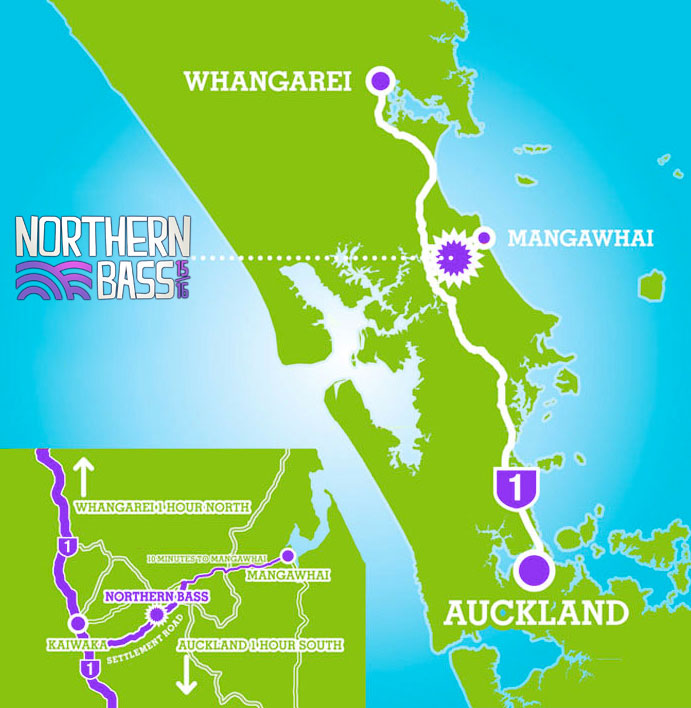 WHANGAREI
NORTHERN
BASS 15
16
MANGAWHAI
1
AUCKLAND
WHANGAREI 1 HOUR NORTH
1
10 MINUTES TO MANGAWHAI
MANGAWHAI
NORTHERN BASS
KAIWAKA
SETTLEMENT ROAD
AUCKLAND 1 HOUR SOUTH
1